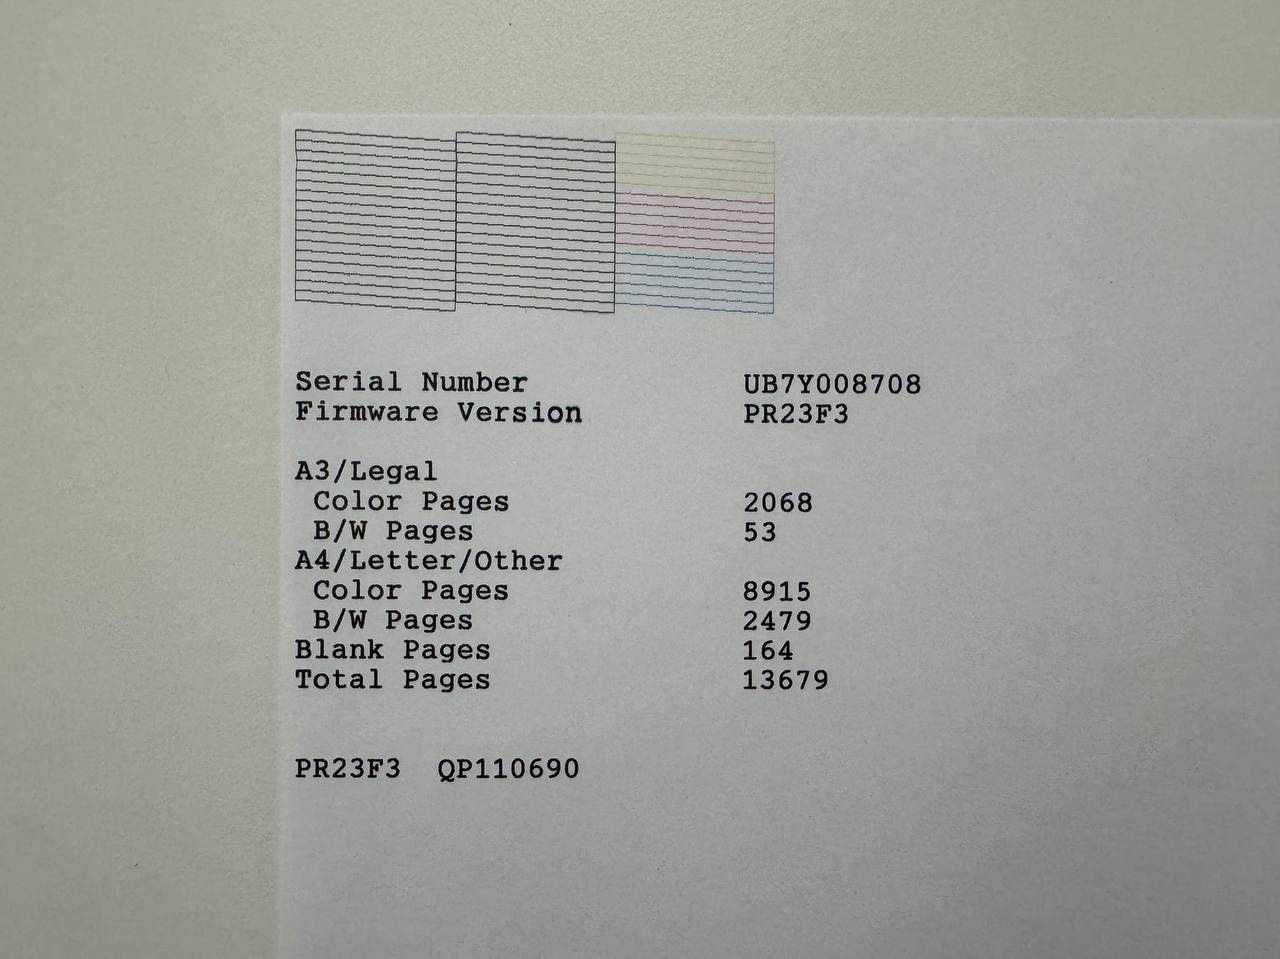 Serial Number UB7Y008708
Firmware Version PR23F3
A3/Legal
Color Pages 2068
B/W Pages 53
A4/Letter/Other
Color Pages 8915
B/W Pages 2479
Blank Pages 164
Total Pages 13679
PR23F3 QP110690